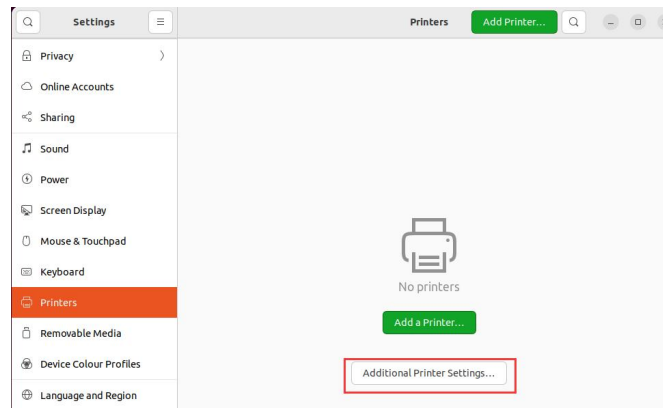 Settings
Printers
Add Printer...
Privacy
Online Accounts
Sharing
Sound
Power
Screen Display
Mouse & Touchpad
Keyboard
Printers
Removable Media
Device Colour Profiles
Language and Region
No printers
Add a Printer...
Additional Printer Settings...